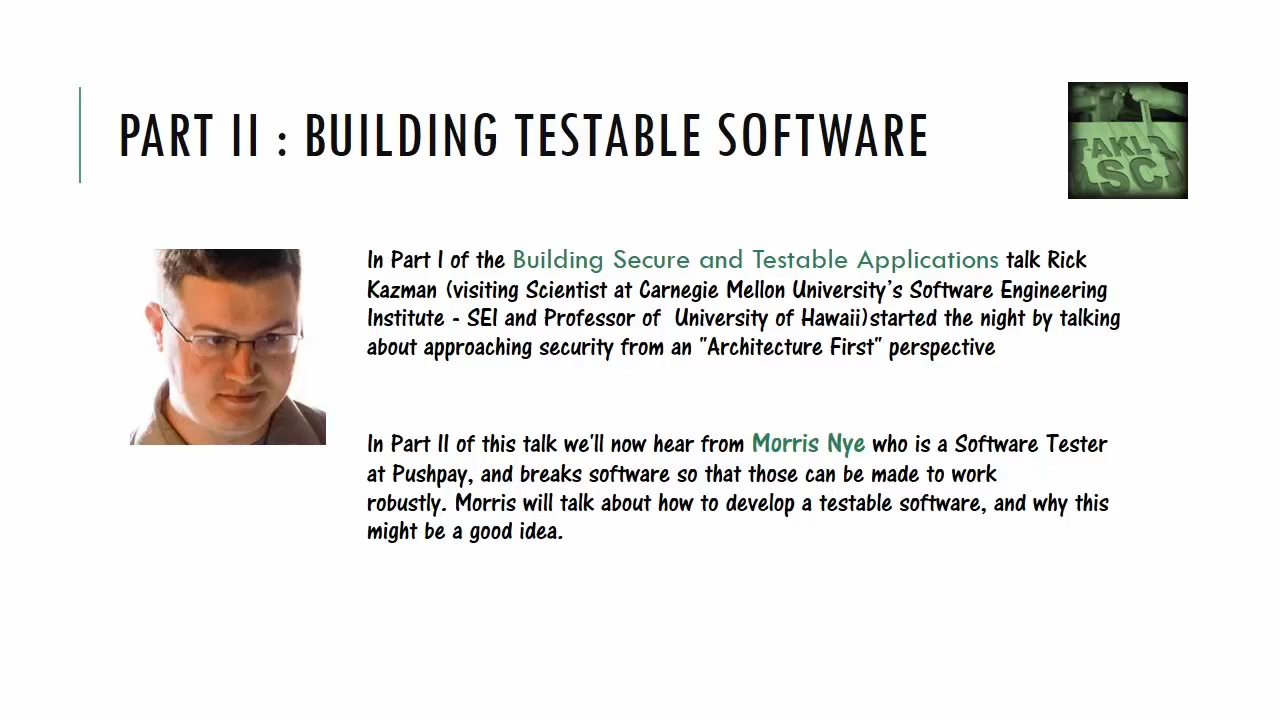 PART II : BUILDING TESTABLE SOFTWARE
{AKL}
{SC}
In Part I of the Building Secure and Testable Applications talk Rick
Kazman (visiting Scientist at Carnegie Mellon University's Software Engineering
Institute - SEI and Professor of University of Hawaii)started the night by talking
about approaching security from an "Architecture First" perspective
In Part II of this talk we'll now hear from Morris Nye who is a Software Tester
at Pushpay, and breaks software so that those can be made to work
robustly. Morris will talk about how to develop a testable software, and why this
might be a good idea.